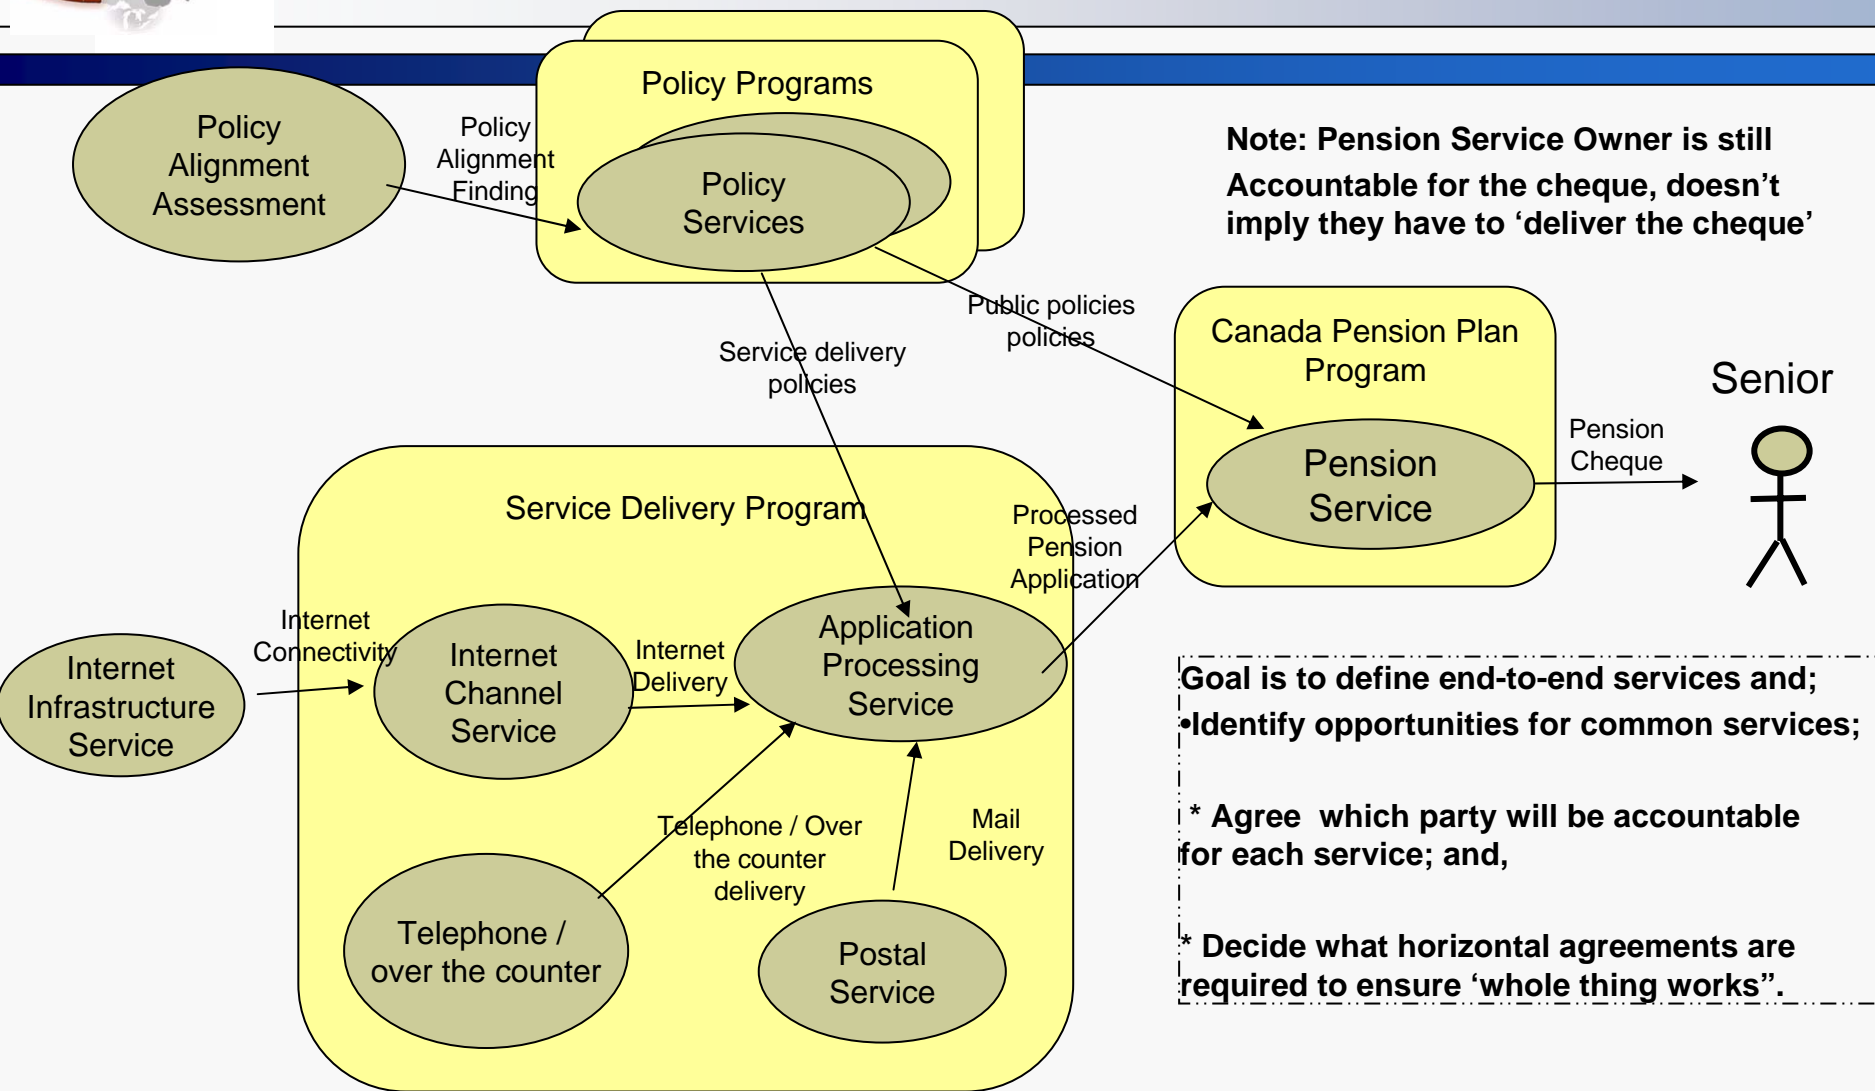 Policy Programs
Policy
Alignment
Assessment
Policy
Alignment
Finding
Policy
Services
Note: Pension Service Owner is still
Accountable for the cheque, doesn’t
imply they have to ‘deliver the cheque’
Public policies
policies
Service delivery
policies
Canada Pension Plan
Program
Senior
Pension
Service
Pension
Cheque
Service Delivery Program
Processed
Pension
Application
Internet
Infrastructure
Service
Internet
Connectivity
Internet
Channel
Service
Internet
Delivery
Application
Processing
Service
Telephone / Over
the counter
delivery
Mail
Delivery
Telephone /
over the counter
Postal
Service
Goal is to define end-to-end services and;
•Identify opportunities for common services;
* Agree  which party will be accountable
for each service; and,
* Decide what horizontal agreements are
required to ensure ‘whole thing works”.